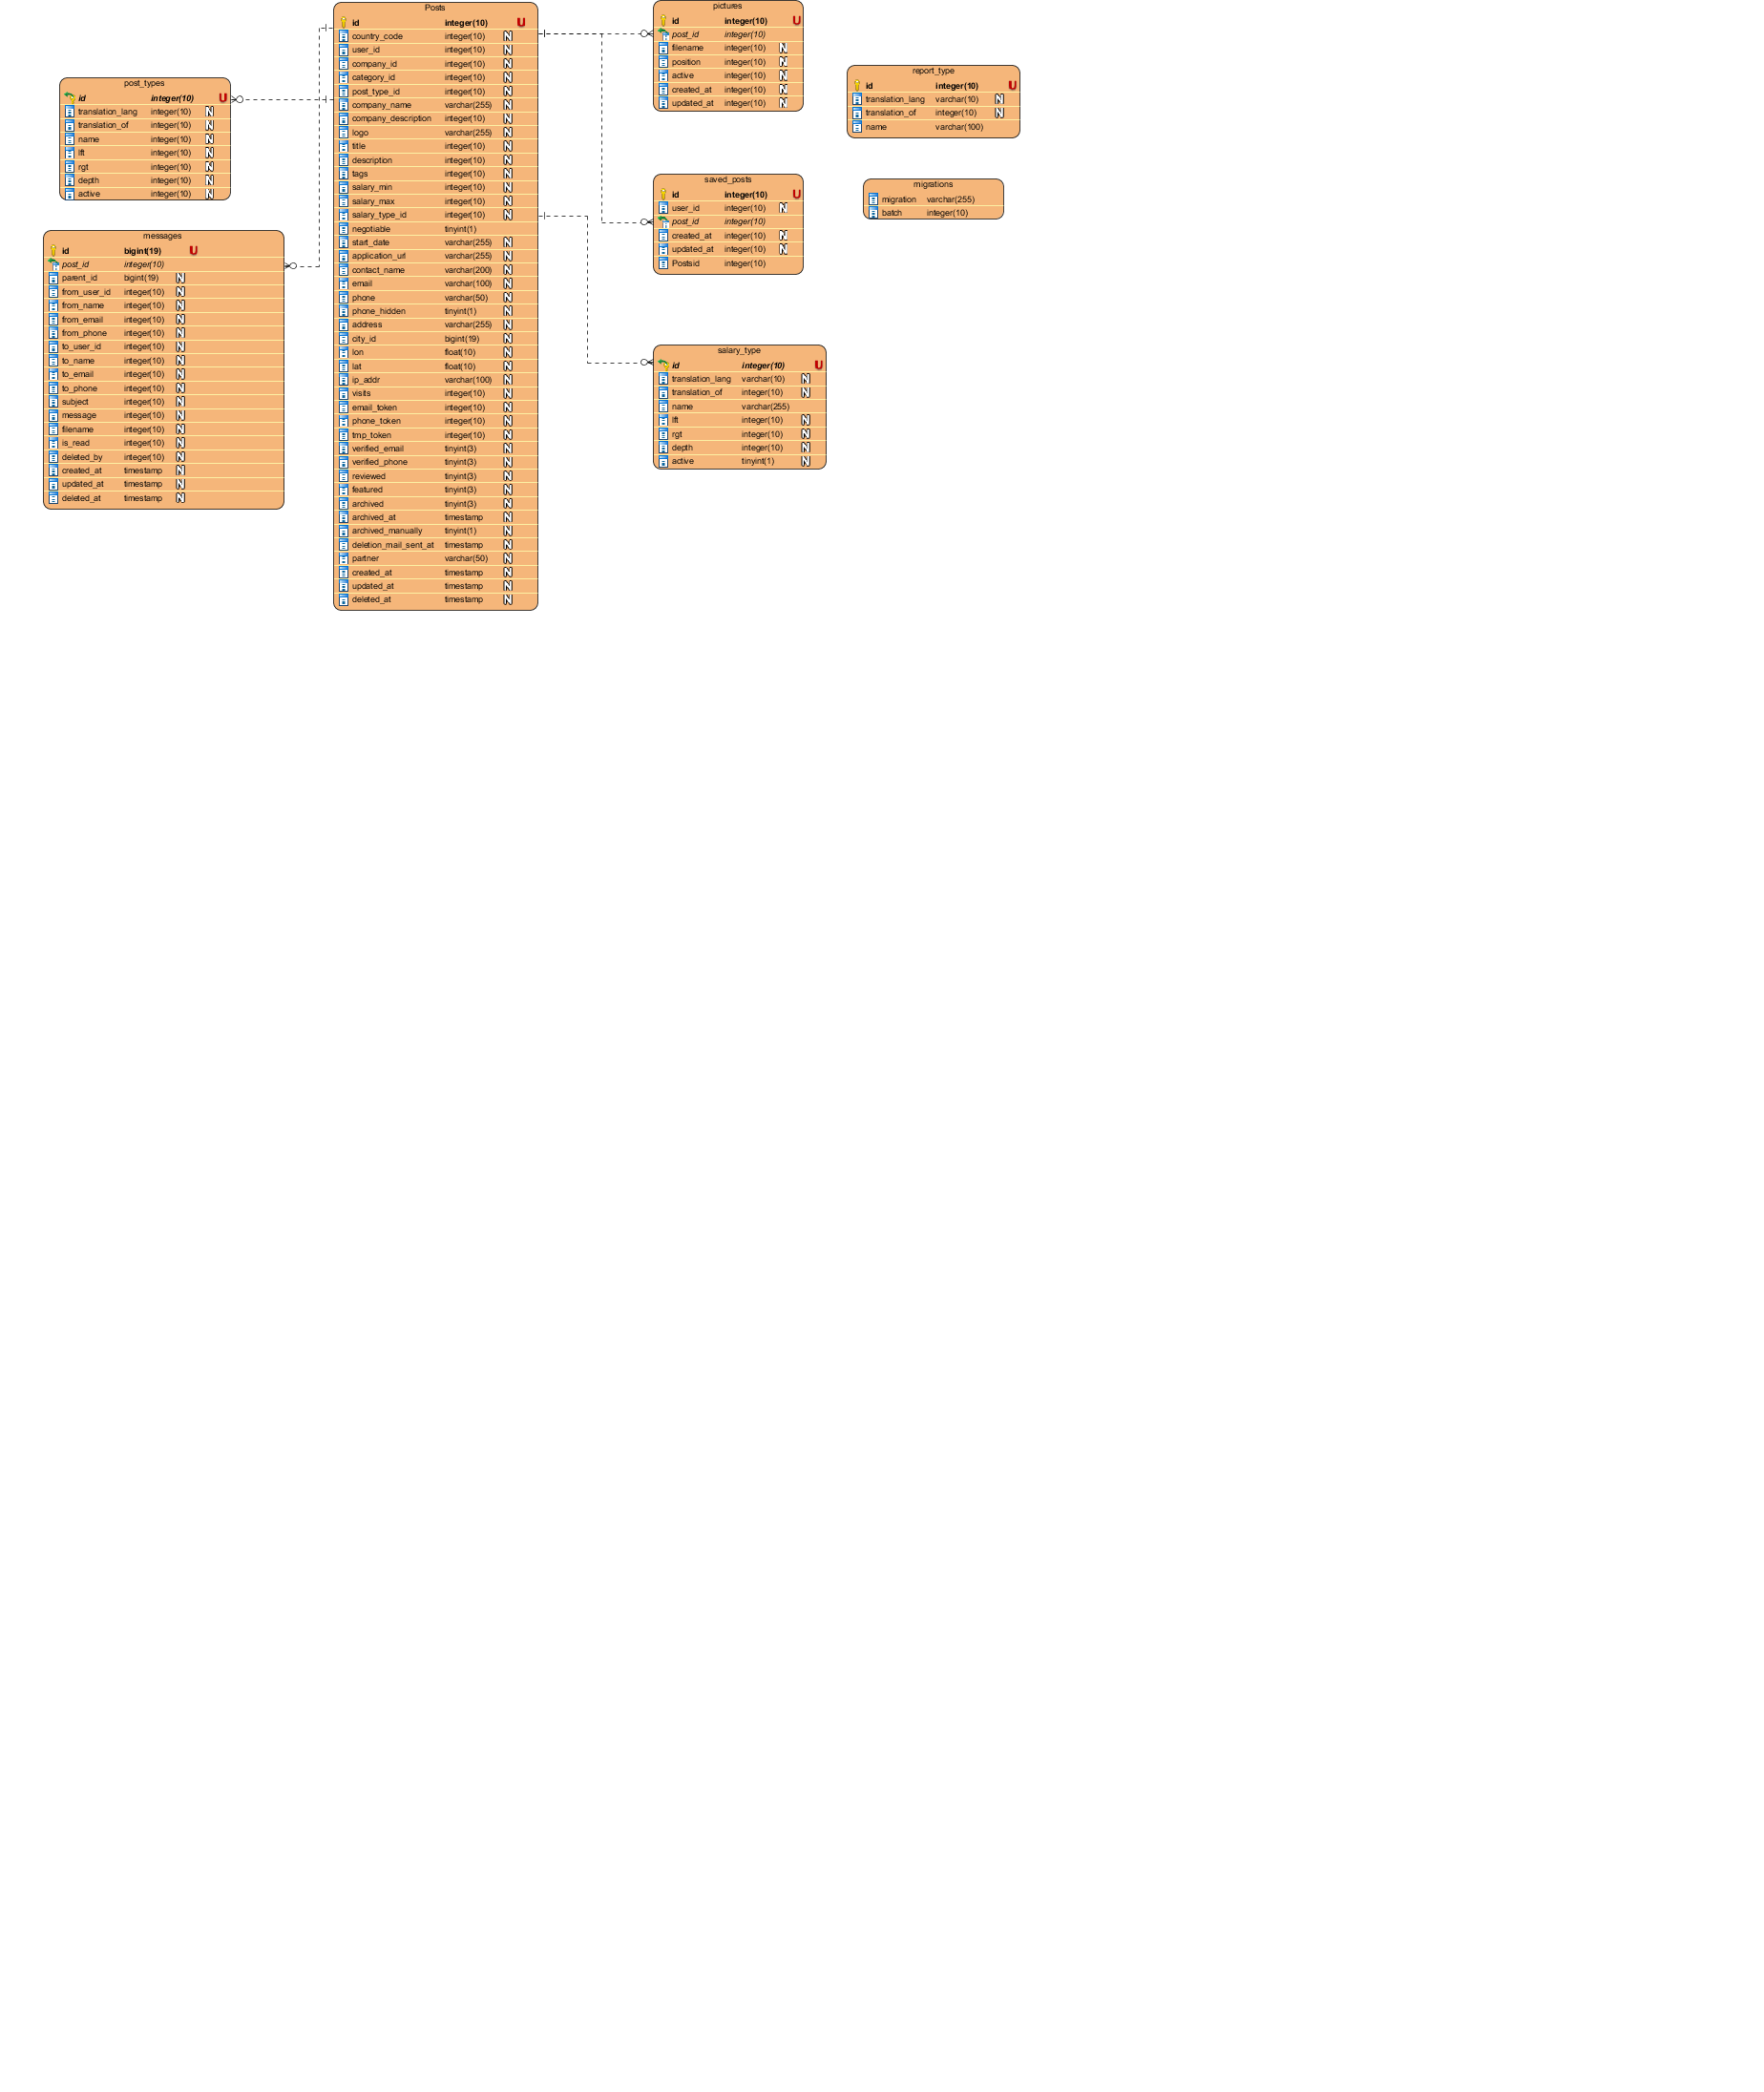 Posts
id integer(10) U
country_code integer(10) N
user_id integer(10) N
company_id integer(10) N
category_id integer(10) N
post_type_id integer(10) N
company_name varchar(255) N
company_description integer(10) N
logo varchar(255) N
title integer(10) N
description integer(10) N
tags integer(10) N
salary_min integer(10) N
salary_max integer(10) N
salary_type_id integer(10) N
negotiable tinyint(1)
start_date varchar(255) N
application_url varchar(255) N
contact_name varchar(200) N
email varchar(100) N
phone varchar(50) N
phone_hidden tinyint(1) N
address varchar(255) N
city_id bigint(19) N
lon float(10) N
lat float(10) N
ip_addr varchar(100) N
visits integer(10) N
email_token integer(10) N
phone_token integer(10) N
tmp_token integer(10) N
verified_email tinyint(3) N
verified_phone tinyint(3) N
reviewed tinyint(3) N
featured tinyint(3) N
archived tinyint(3) N
archived_at timestamp N
archived_manually tinyint(1) N
deletion_mail_sent_at timestamp N
partner varchar(50) N
created_at timestamp N
updated_at timestamp N
deleted_at timestamp N
post_types
id integer(10) U
translation_lang integer(10) N
translation_of integer(10) N
name integer(10) N
lft integer(10) N
rgt integer(10) N
depth integer(10) N
active integer(10) N
messages
id bigint(19) U
post_id integer(10)
parent_id bigint(19) N
from_user_id integer(10) N
from_name integer(10) N
from_email integer(10) N
from_phone integer(10) N
to_user_id integer(10) N
to_name integer(10) N
to_email integer(10) N
to_phone integer(10) N
subject integer(10) N
message integer(10) N
filename integer(10) N
is_read integer(10) N
deleted_by integer(10) N
created_at timestamp N
updated_at timestamp N
deleted_at timestamp N
pictures
id integer(10) U
post_id integer(10)
filename integer(10) N
position integer(10) N
active integer(10) N
created_at integer(10) N
updated_at integer(10) N
saved_posts
id integer(10) U
user_id integer(10) N
post_id integer(10)
created_at integer(10) N
updated_at integer(10) N
Postsid integer(10)
salary_type
id integer(10) U
translation_lang varchar(10) N
translation_of integer(10) N
name varchar(255)
lft integer(10) N
rgt integer(10) N
depth integer(10) N
active tinyint(1) N
report_type
id integer(10) U
translation_lang varchar(10) N
translation_of integer(10) N
name varchar(100)
migrations
migration varchar(255)
batch integer(10)